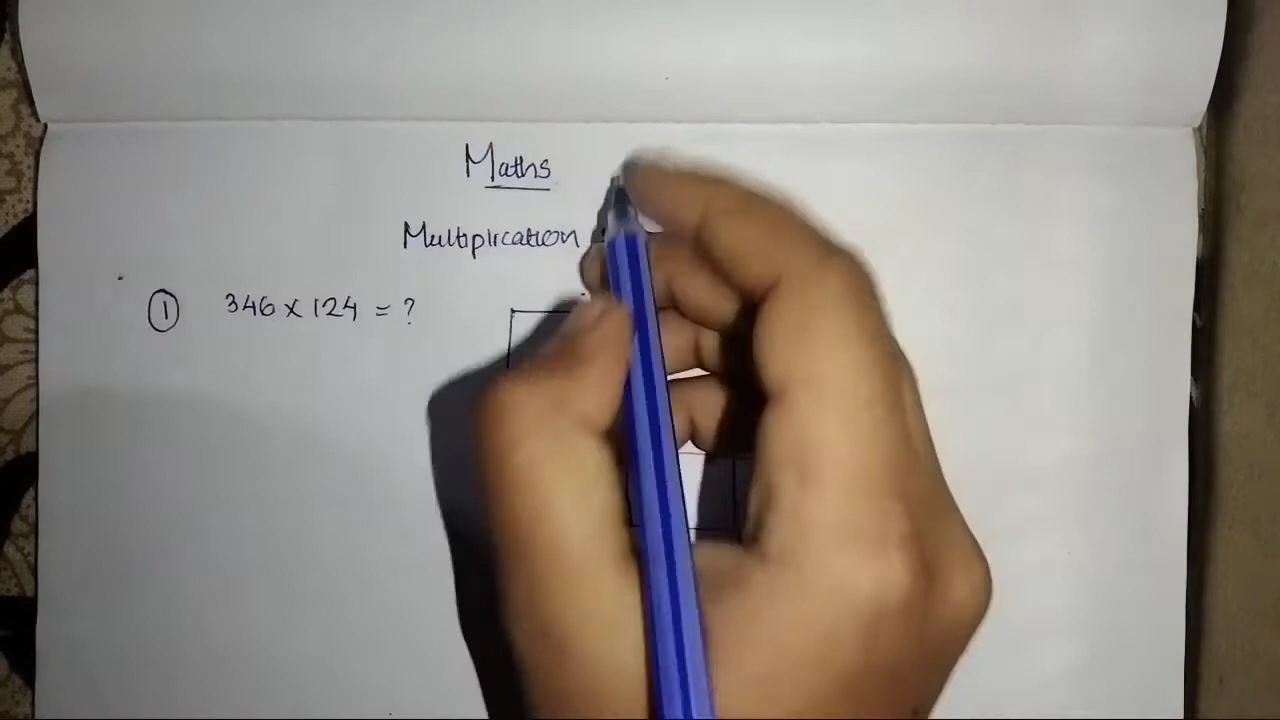 Maths
Multiplication
① 346 × 124 = ?